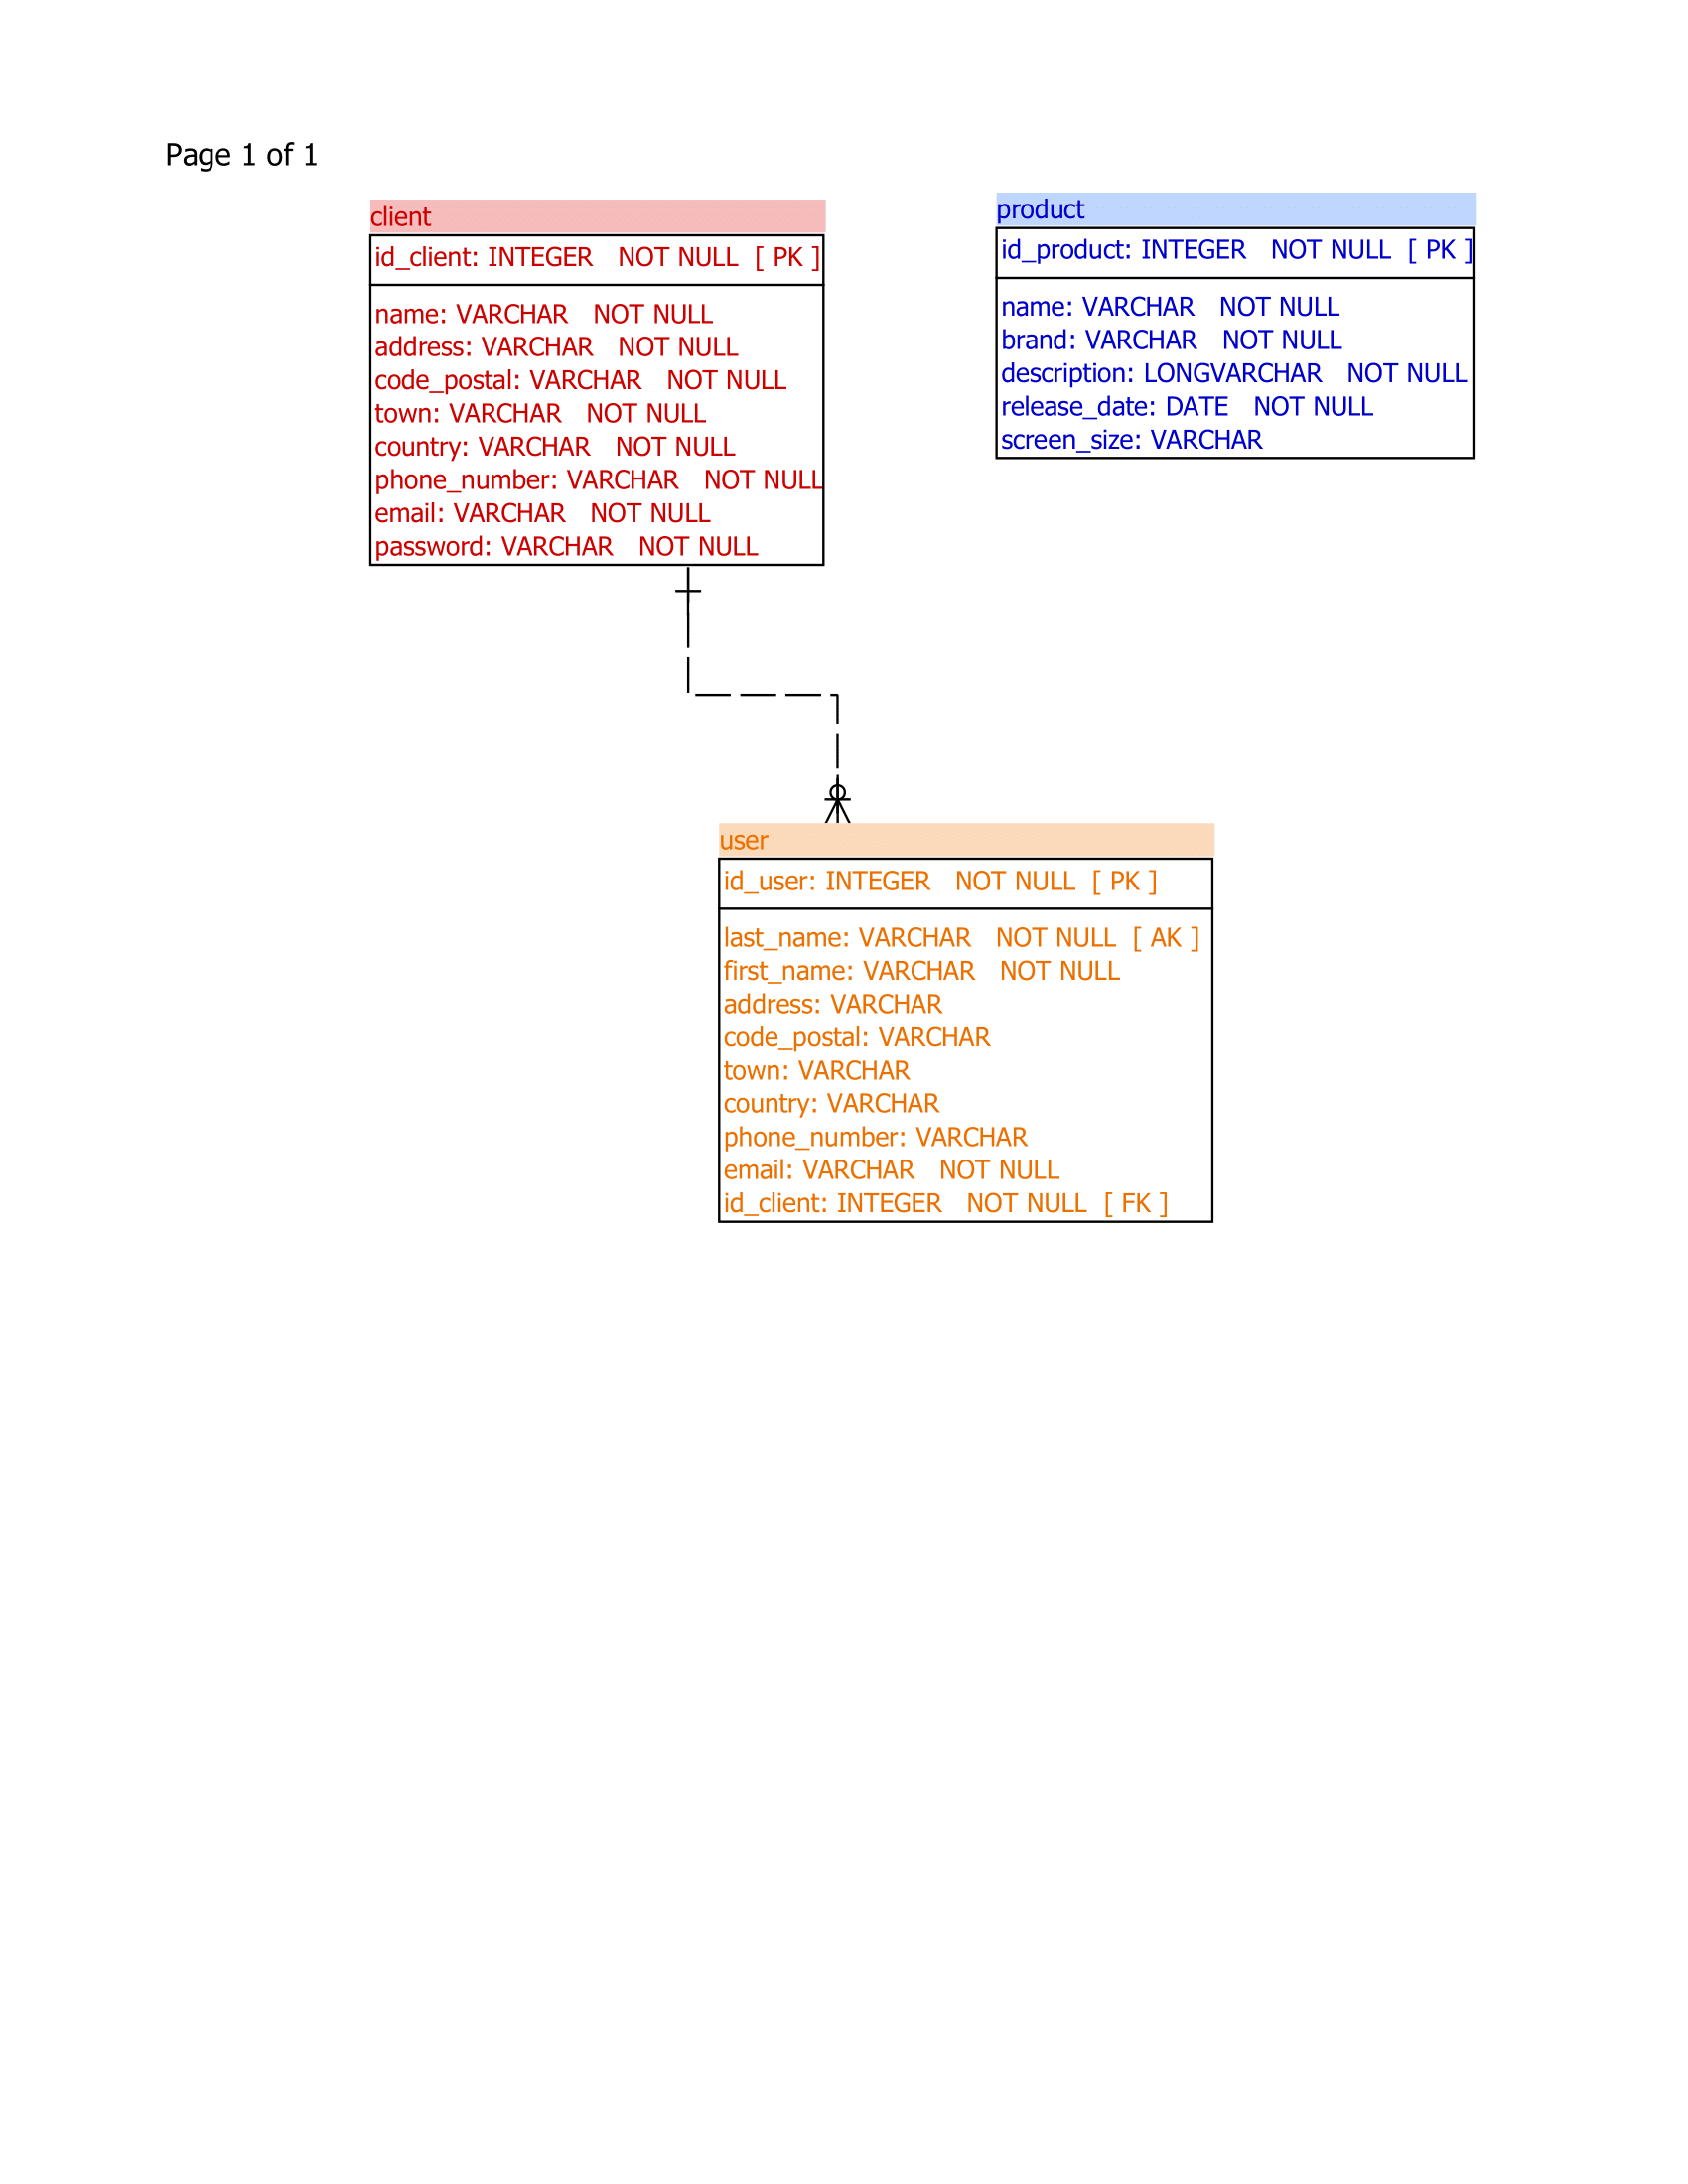 Page 1 of 1
client
id_client: INTEGER NOT NULL [ PK ]
name: VARCHAR NOT NULL
address: VARCHAR NOT NULL
code_postal: VARCHAR NOT NULL
town: VARCHAR NOT NULL
country: VARCHAR NOT NULL
phone_number: VARCHAR NOT NULL
email: VARCHAR NOT NULL
password: VARCHAR NOT NULL
product
id_product: INTEGER NOT NULL [ PK ]
name: VARCHAR NOT NULL
brand: VARCHAR NOT NULL
description: LONGVARCHAR NOT NULL
release_date: DATE NOT NULL
screen_size: VARCHAR
user
id_user: INTEGER NOT NULL [ PK ]
last_name: VARCHAR NOT NULL [ AK ]
first_name: VARCHAR NOT NULL
address: VARCHAR
code_postal: VARCHAR
town: VARCHAR
country: VARCHAR
phone_number: VARCHAR
email: VARCHAR NOT NULL
id_client: INTEGER NOT NULL [ FK ]